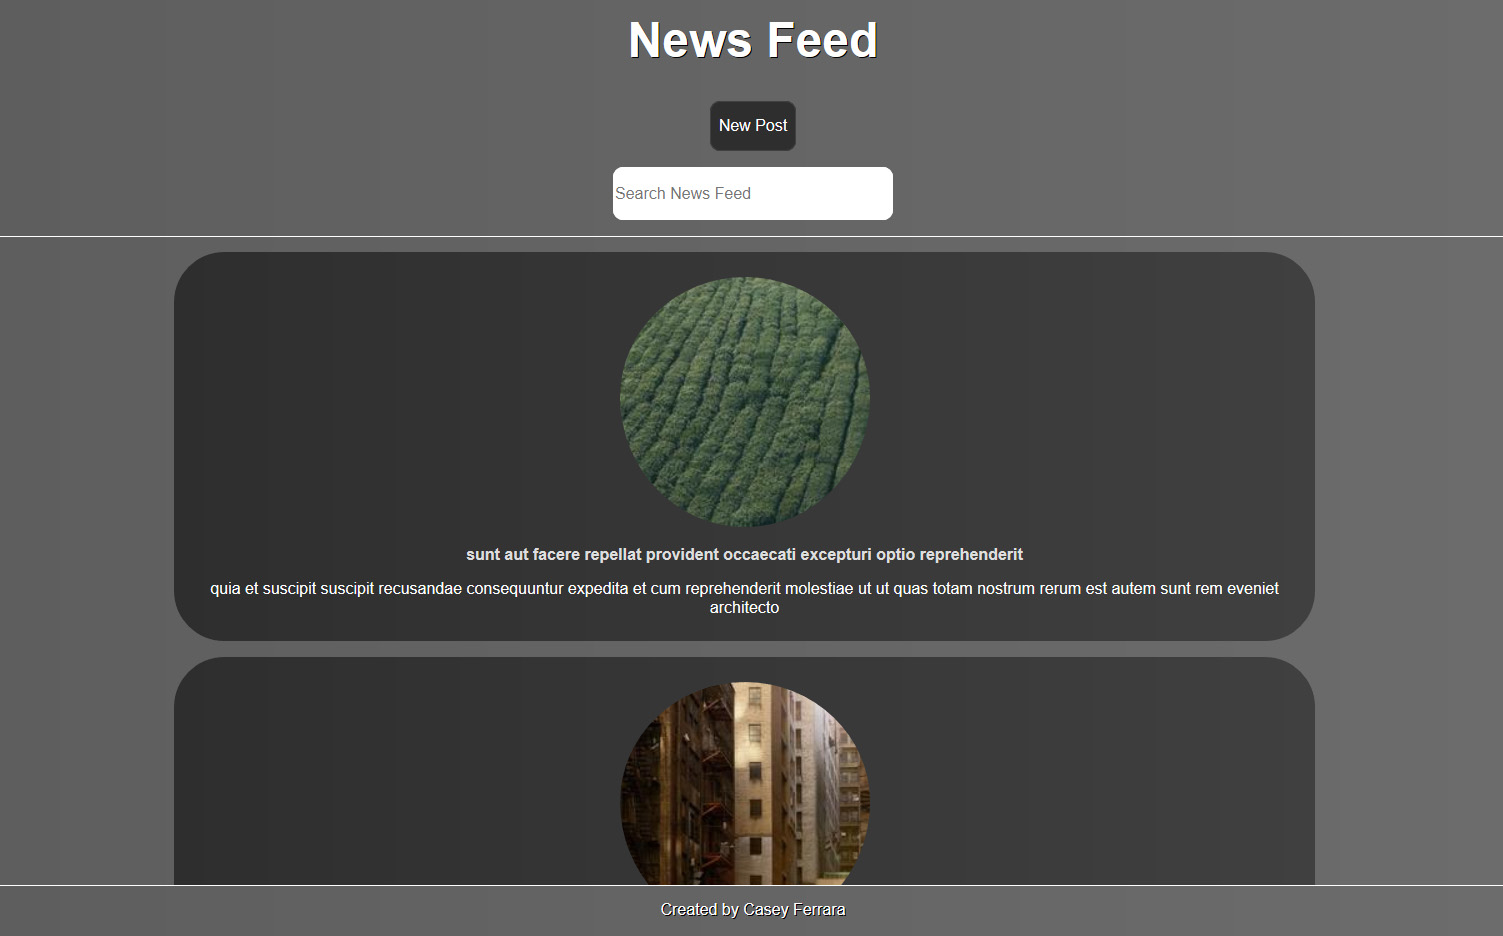 News Feed
New Post
Search News Feed
sunt aut facere repellat provident occaecati excepturi optio reprehenderit
quia et suscipit suscipit recusandae consequuntur expedita et cum reprehenderit molestiae ut ut quas totam nostrum rerum est autem sunt rem eveniet
architecto
Created by Casey Ferrara